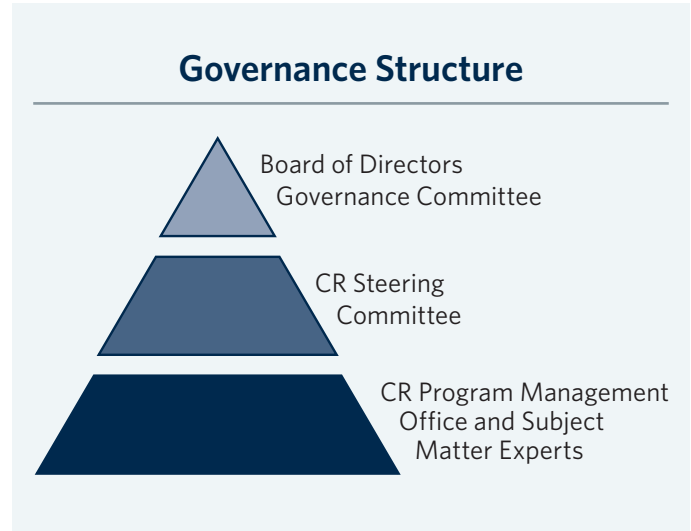 Governance Structure
Board of Directors
Governance Committee
CR Steering
Committee
CR Program Management
Office and Subject
Matter Experts